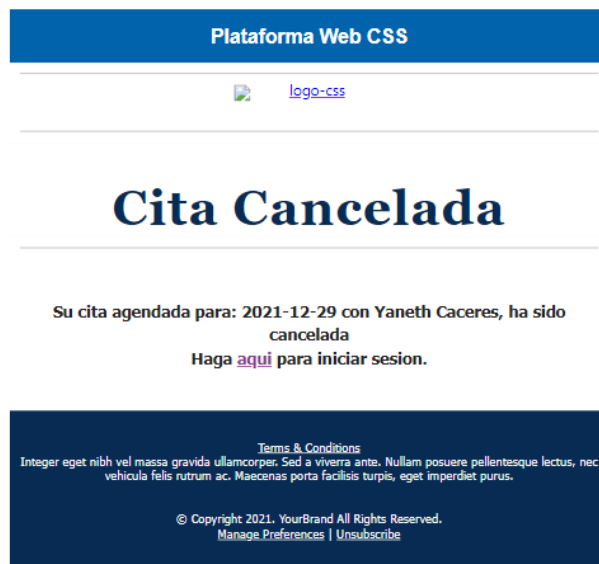 Plataforma Web CSS
logo-css
Cita Cancelada
Su cita agendada para: 2021-12-29 con Yaneth Caceres, ha sido
cancelada
Haga aqui para iniciar sesion.
Terms & Conditions
Integer eget nibh vel massa gravida ullamcorper. Sed a viverra ante. Nullam posuere pellentesque lectus, nec
vehicula felis rutrum ac. Maecenas porta facilisis turpis, eget imperdiet purus.
© Copyright 2021. YourBrand All Rights Reserved.
Manage Preferences | Unsubscribe